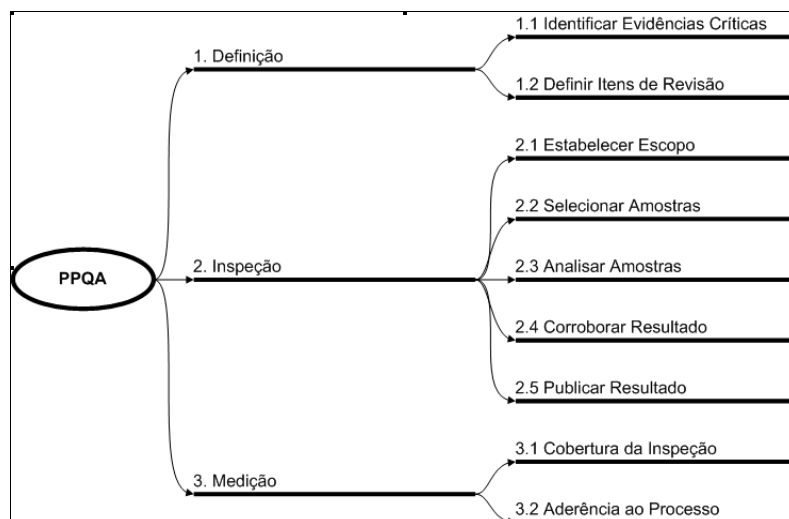 PPQA
1. Definição
1.1 Identificar Evidências Críticas
1.2 Definir Itens de Revisão
2. Inspeção
2.1 Estabelecer Escopo
2.2 Selecionar Amostras
2.3 Analisar Amostras
2.4 Corroborar Resultado
2.5 Publicar Resultado
3. Medição
3.1 Cobertura da Inspeção
3.2 Aderência ao Processo